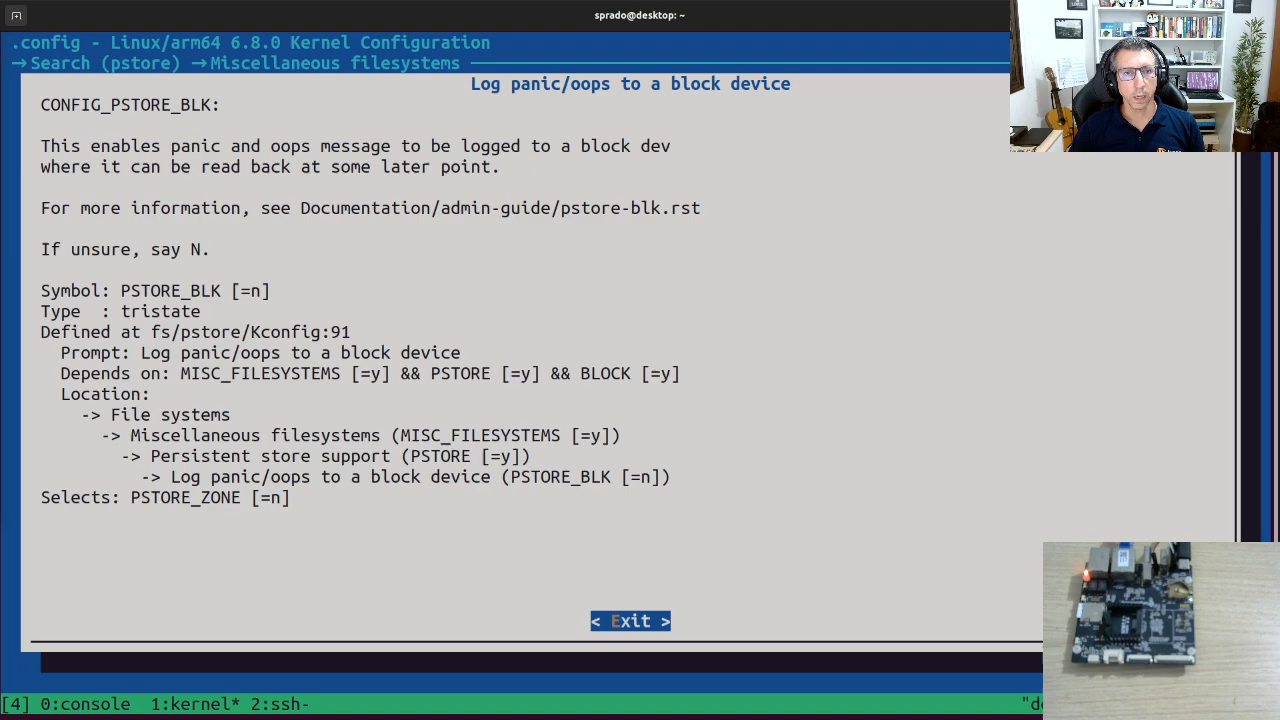 sprado@desktop: ~
.config - Linux/arm64 6.8.0 Kernel Configuration
→Search (pstore) →Miscellaneous filesystems
Log panic/oops to a block device
CONFIG_PSTORE_BLK:
This enables panic and oops message to be logged to a block dev
where it can be read back at some later point.
For more information, see Documentation/admin-guide/pstore-blk.rst
If unsure, say N.
Symbol: PSTORE_BLK [=n]
Type  : tristate
Defined at fs/pstore/Kconfig:91
Prompt: Log panic/oops to a block device
Depends on: MISC_FILESYSTEMS [=y] && PSTORE [=y] && BLOCK [=y]
Location:
-> File systems
-> Miscellaneous filesystems (MISC_FILESYSTEMS [=y])
-> Persistent store support (PSTORE [=y])
-> Log panic/oops to a block device (PSTORE_BLK [=n])
Selects: PSTORE_ZONE [=n]
< Exit >
[4] 0:console  1:kernel* 2:ssh-